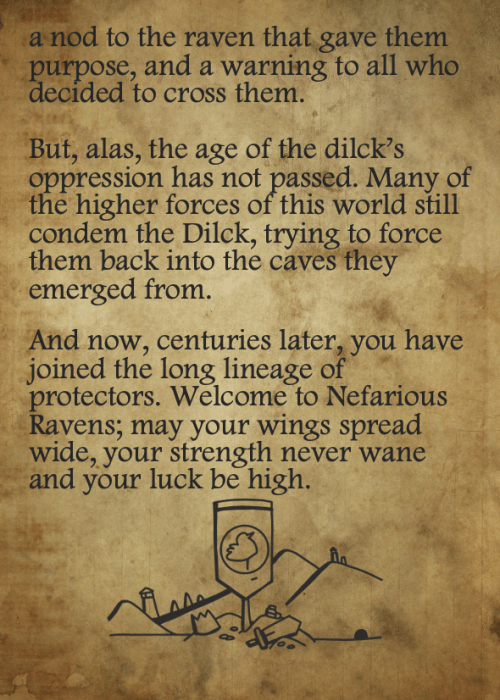 a nod to the raven that gave them
purpose, and a warning to all who
decided to cross them.
But, alas, the age of the dilck's
oppression has not passed. Many of
the higher forces of this world still
condem the Dilck, trying to force
them back into the caves they
emerged from.
And now, centuries later, you have
joined the long lineage of
protectors. Welcome to Nefarious
Ravens; may your wings spread
wide, your strength never wane
and your luck be high.